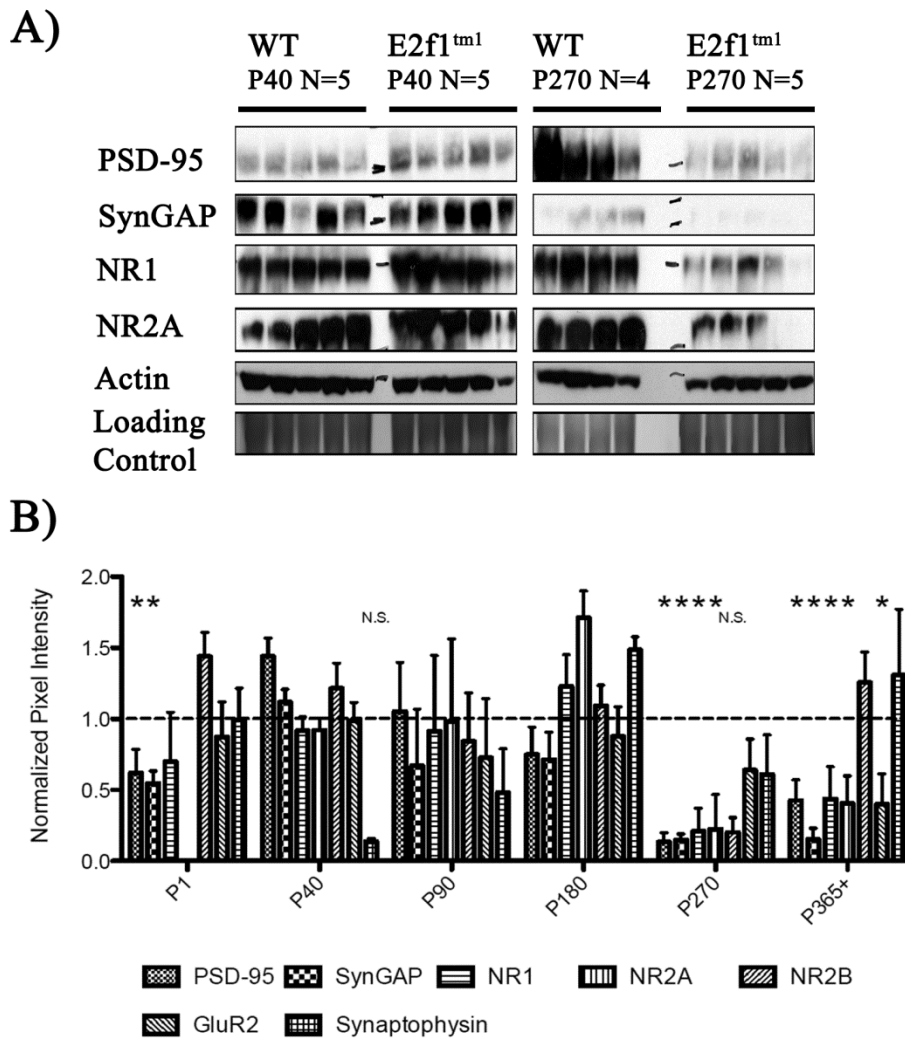 A)
WT E2f1tm1 WT E2f1tm1
P40 N=5 P40 N=5 P270 N=4 P270 N=5
PSD-95
SynGAP
NR1
NR2A
Actin
Loading
Control
B)
Normalized Pixel Intensity
2.0
1.5
1.0
0.5
0.0
** N.S. **** N.S. **** *
P1 P40 P90 P180 P270 P365+
PSD-95 SynGAP NR1 NR2A NR2B
GluR2 Synaptophysin